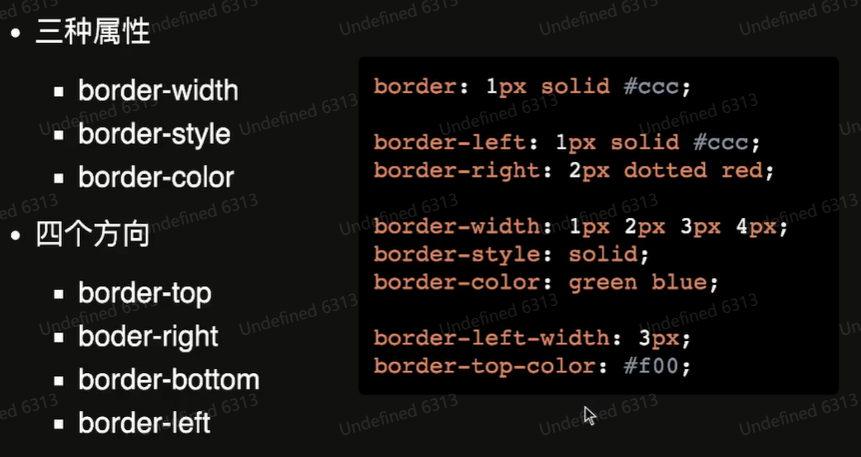 三种属性
border-width
border-style
border-color
四个方向
border-top
boder-right
border-bottom
border-left
border: 1px solid #ccc;
border-left: 1px solid #ccc;
border-right: 2px dotted red;
border-width: 1px 2px 3px 4px;
border-style: solid;
border-color: green blue;
border-left-width: 3px;
border-top-color: #f00;
Undefined 6313